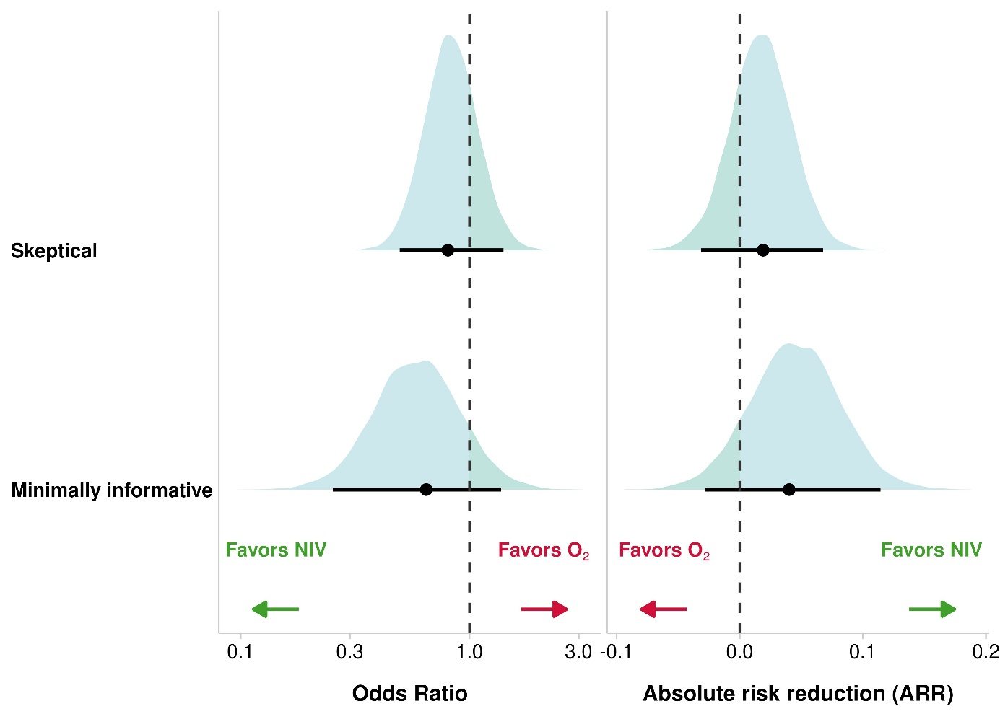 Skeptical
Minimally informative
Favors NIV
Favors O₂
Favors O₂
Favors NIV
0.1 0.3 1.0 3.0
-0.1 0.0 0.1 0.2
Odds Ratio
Absolute risk reduction (ARR)